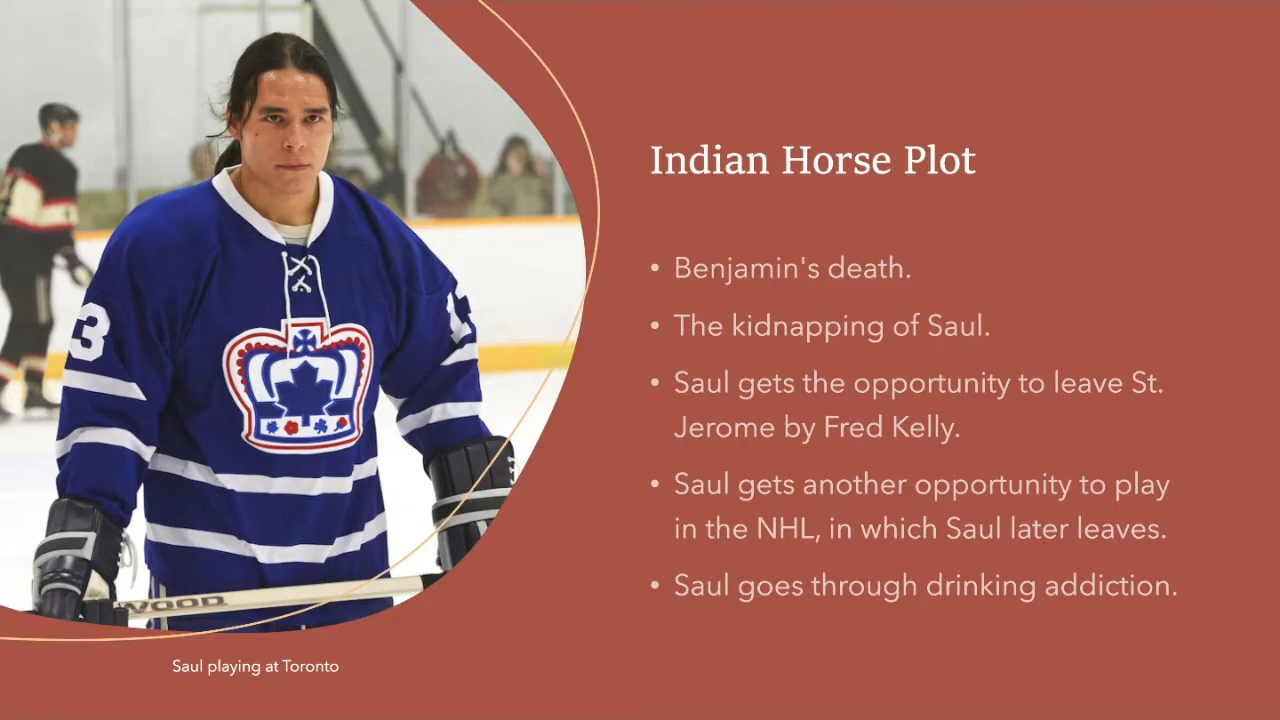 Indian Horse Plot
• Benjamin's death.
• The kidnapping of Saul.
• Saul gets the opportunity to leave St.
Jerome by Fred Kelly.
• Saul gets another opportunity to play
in the NHL, in which Saul later leaves.
• Saul goes through drinking addiction.
3
1
WOOD
Saul playing at Toronto